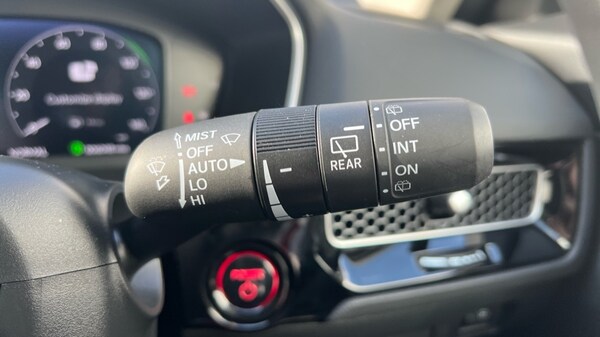 MIST
OFF
AUTO
LO
HI
REAR
OFF
INT
ON